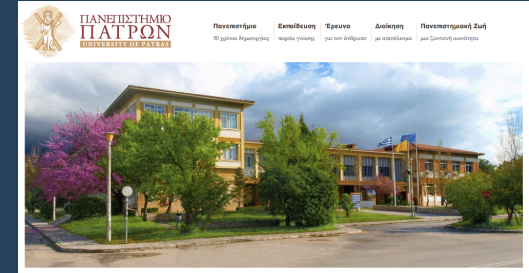 ΠΑΝΕΠΙΣΤΗΜΙΟ
ΠΑΤΡΩΝ
UNIVERSITY OF PATRAS
Πανεπιστήμιο
50 χρόνια δημιουργίας
Εκπαίδευση
πορεία γνώσης
Έρευνα
για τον άνθρωπο
Διοίκηση
με αποτέλεσμα
Πανεπιστημιακή Ζωή
μια ζωντανή κοινότητα